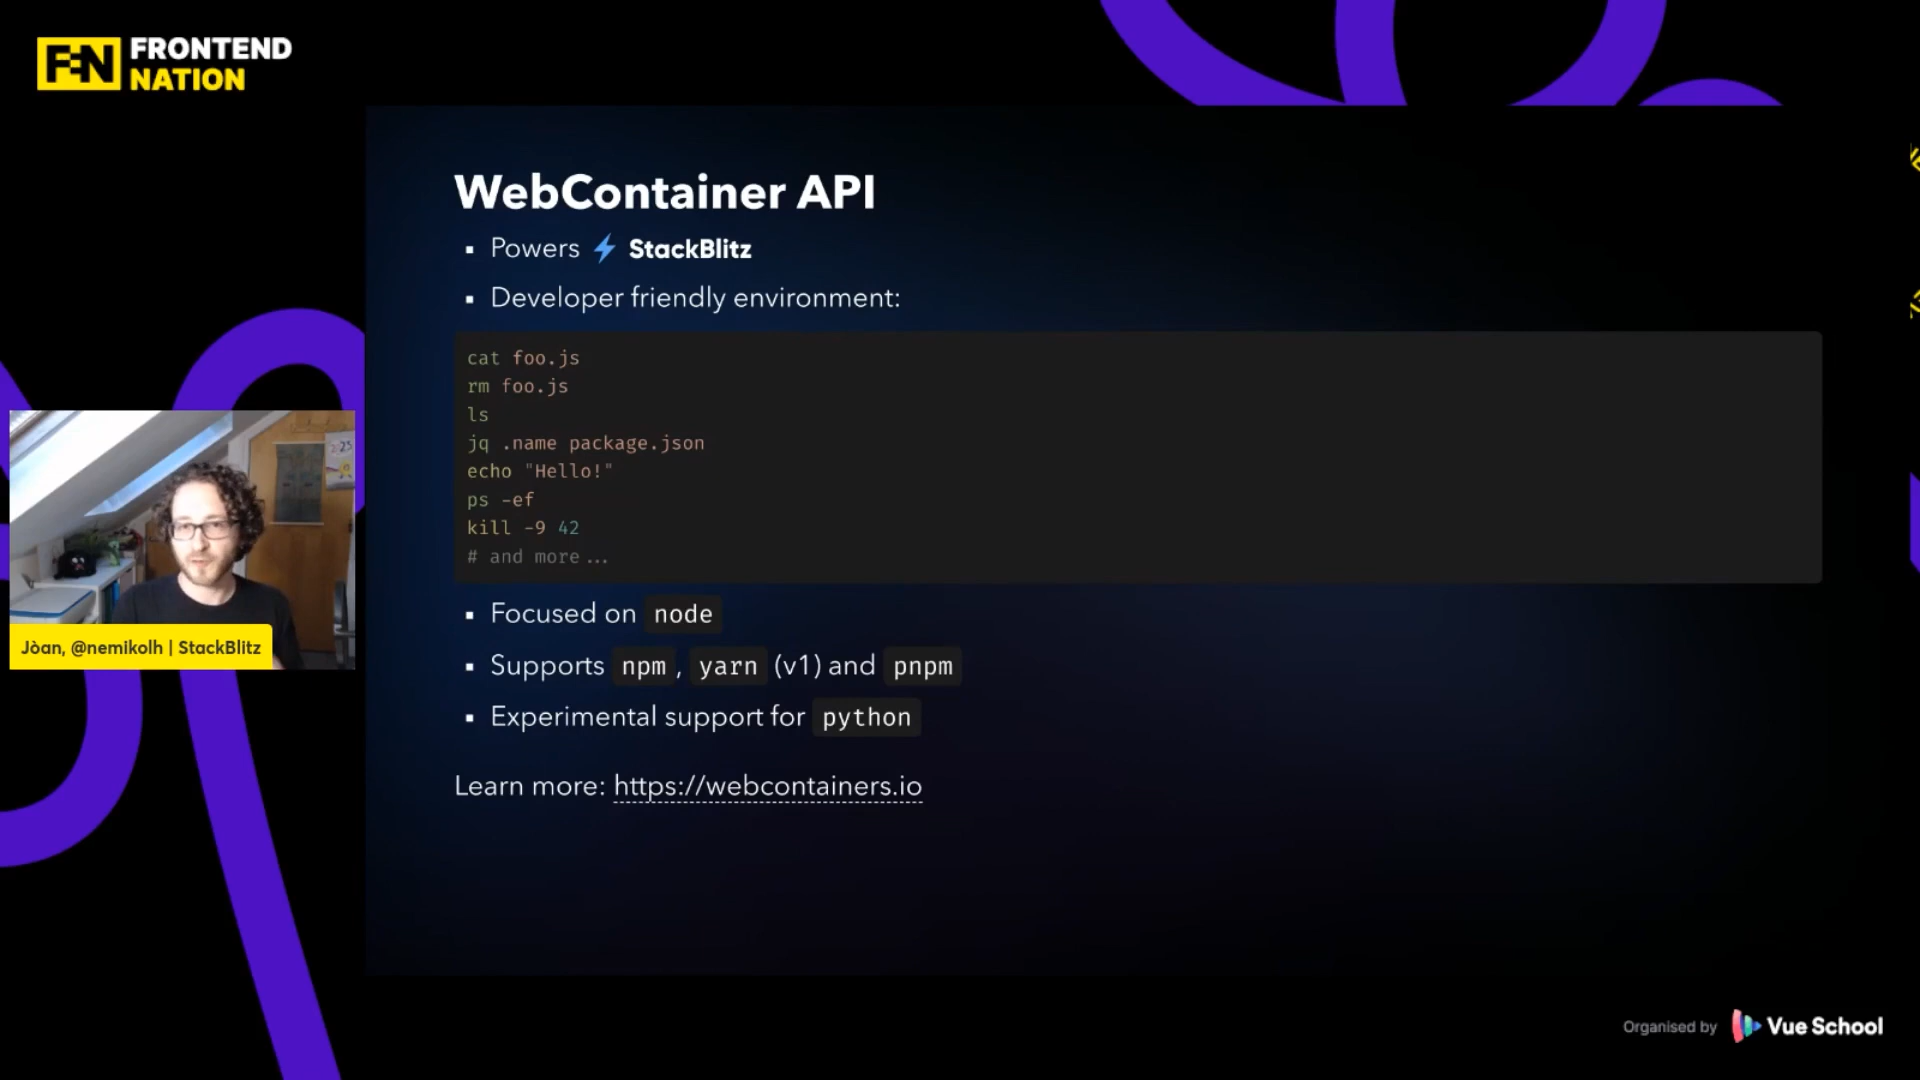 FRONTEND
NATION
WebContainer API
Powers ⚡ StackBlitz
Developer friendly environment:
cat foo.js
rm foo.js
ls
jq .name package.json
echo "Hello!"
ps -ef
kill -9 42
# and more...
Focused on node
Supports npm, yarn (v1) and pnpm
Experimental support for python
Learn more: https://webcontainers.io
Jòan, @nemikolh | StackBlitz
Organised by Vue School